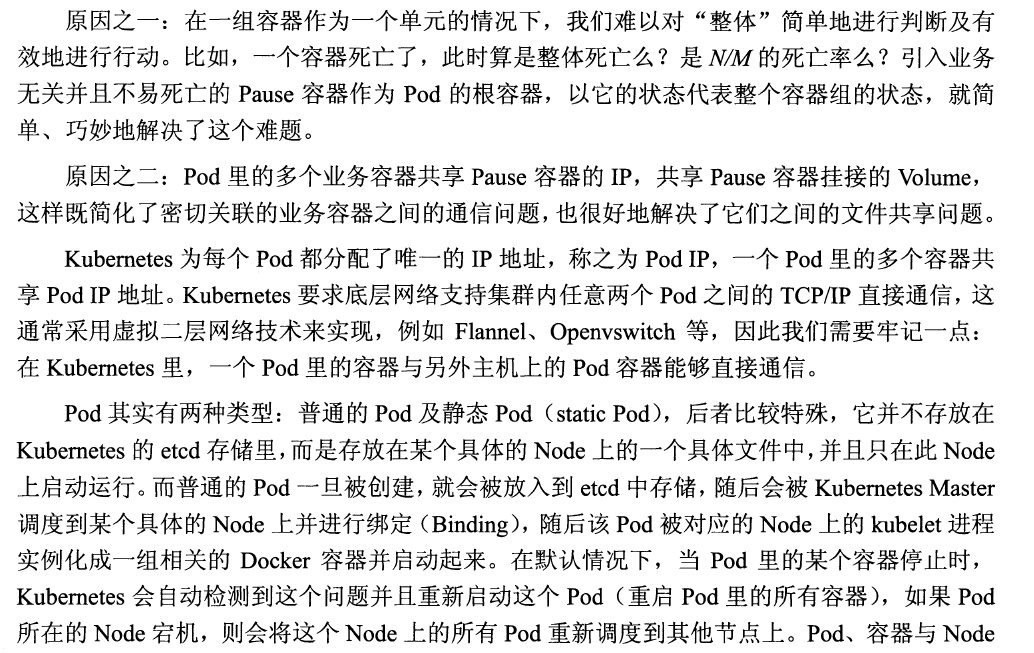 原因之一：在一组容器作为一个单元的情况下，我们难以对“整体”简单地进行判断及有
效地进行行动。比如，一个容器死亡了，此时算是整体死亡么？是 N/M 的死亡率么？引入业务
无关并且不易死亡的 Pause 容器作为 Pod 的根容器，以它的状态代表整个容器组的状态，就简
单、巧妙地解决了这个难题。
原因之二：Pod 里的多个业务容器共享 Pause 容器的 IP，共享 Pause 容器挂接的 Volume，
这样既简化了密切关联的业务容器之间的通信问题，也很好地解决了它们之间的文件共享问题。
Kubernetes 为每个 Pod 都分配了唯一的 IP 地址，称之为 Pod IP，一个 Pod 里的多个容器共
享 Pod IP 地址。Kubernetes 要求底层网络支持集群内任意两个 Pod 之间的 TCP/IP 直接通信，这
通常采用虚拟二层网络技术来实现，例如 Flannel、Openvswitch 等，因此我们需要牢记一点：
在 Kubernetes 里，一个 Pod 里的容器与另外主机上的 Pod 容器能够直接通信。
Pod 其实有两种类型：普通的 Pod 及静态 Pod（static Pod），后者比较特殊，它并不存放在
Kubernetes 的 etcd 存储里，而是存放在某个具体的 Node 上的一个具体文件中，并且只在此 Node
上启动运行。而普通的 Pod 一旦被创建，就会被放入到 etcd 中存储，随后会被 Kubernetes Master
调度到某个具体的 Node 上并进行绑定（Binding），随后该 Pod 被对应的 Node 上的 kubelet 进程
实例化成一组相关的 Docker 容器并启动起来。在默认情况下，当 Pod 里的某个容器停止时，
Kubernetes 会自动检测到这个问题并且重新启动这个 Pod（重启 Pod 里的所有容器），如果 Pod
所在的 Node 宕机，则会将这个 Node 上的所有 Pod 重新调度到其他节点上。Pod、容器与 Node